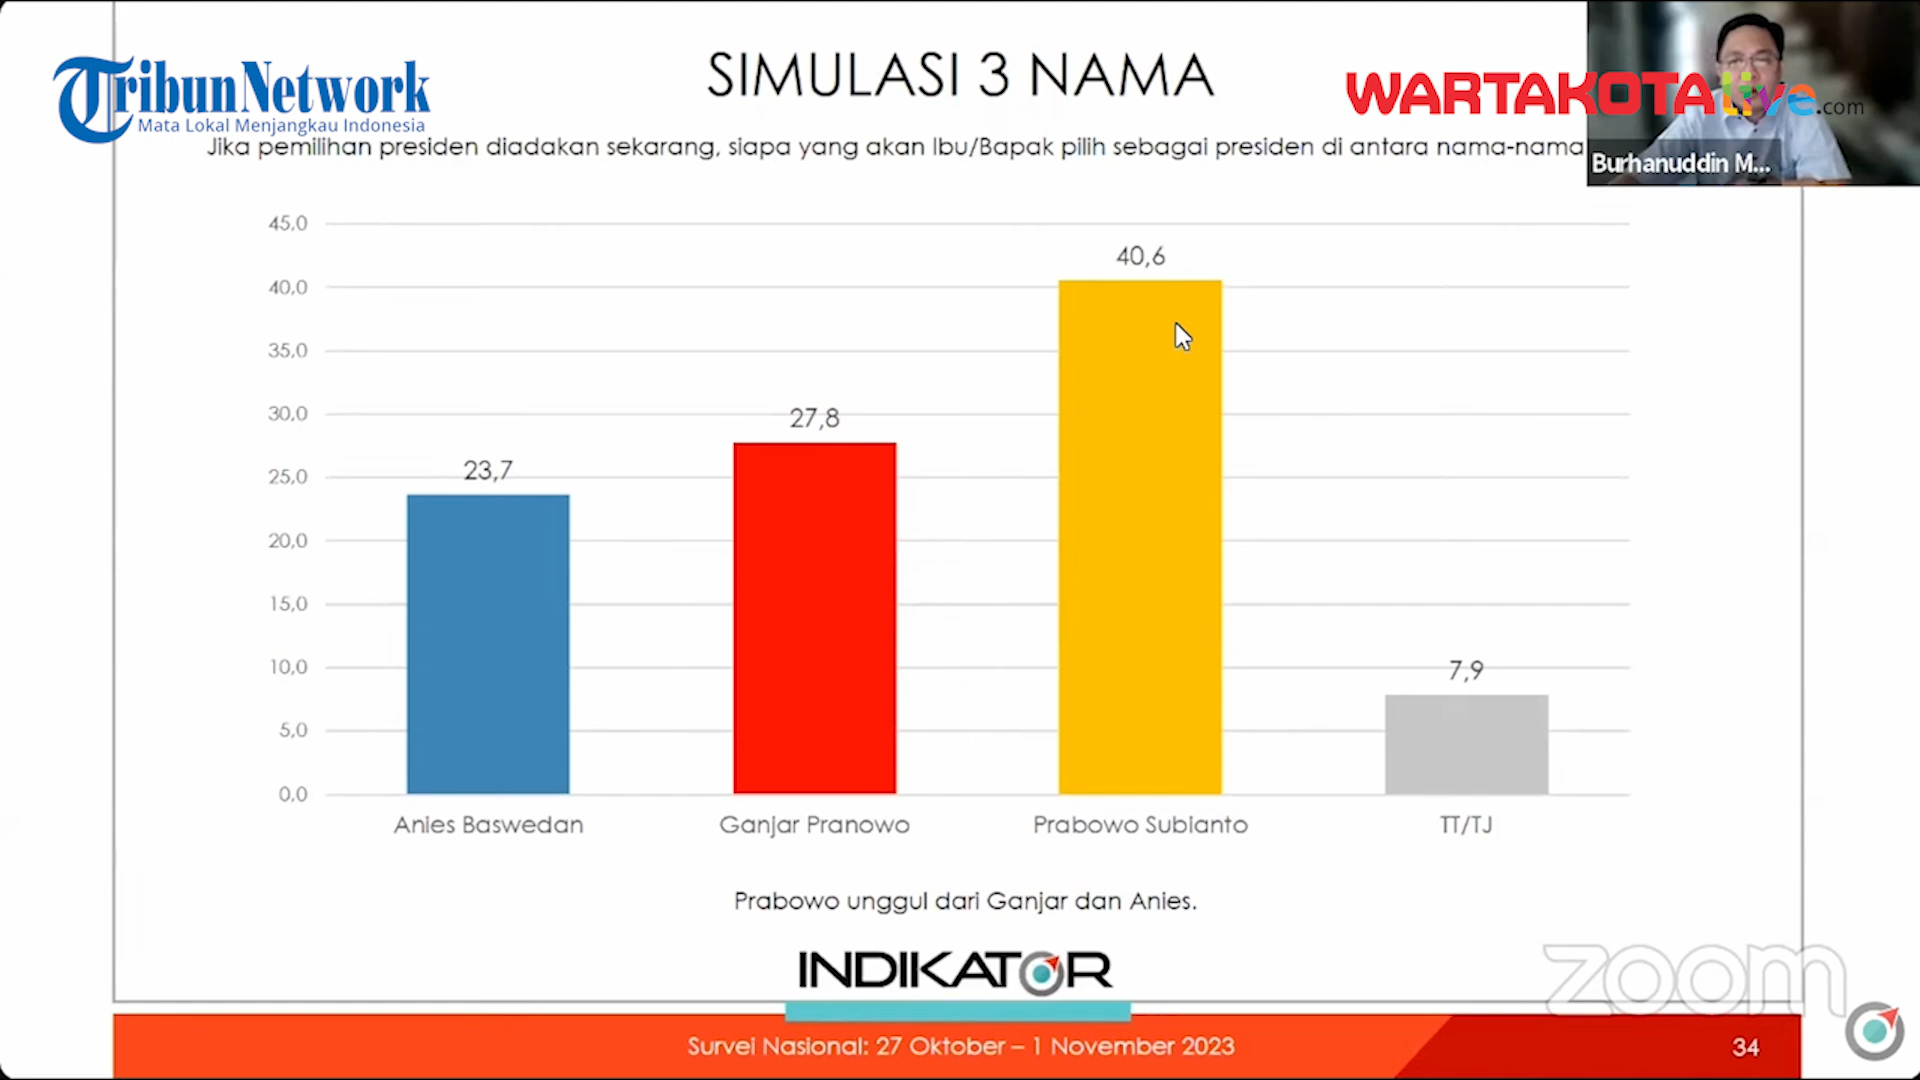 TribunNetwork
Mata Lokal Menjangkau Indonesia
SIMULASI 3 NAMA
WARTAKOTAlive.com
Jika pemilihan presiden diadakan sekarang, siapa yang akan Ibu/Bapak pilih sebagai presiden di antara nama-nama
Burhanuddin M...
45,0
40,0
35,0
30,0
25,0
20,0
15,0
10,0
5,0
0,0
23,7
27,8
40,6
7,9
Anies Baswedan
Ganjar Pranowo
Prabowo Subianto
TT/TJ
Prabowo unggul dari Ganjar dan Anies.
INDIKATOR
zoom
Survei Nasional: 27 Oktober – 1 November 2023
34